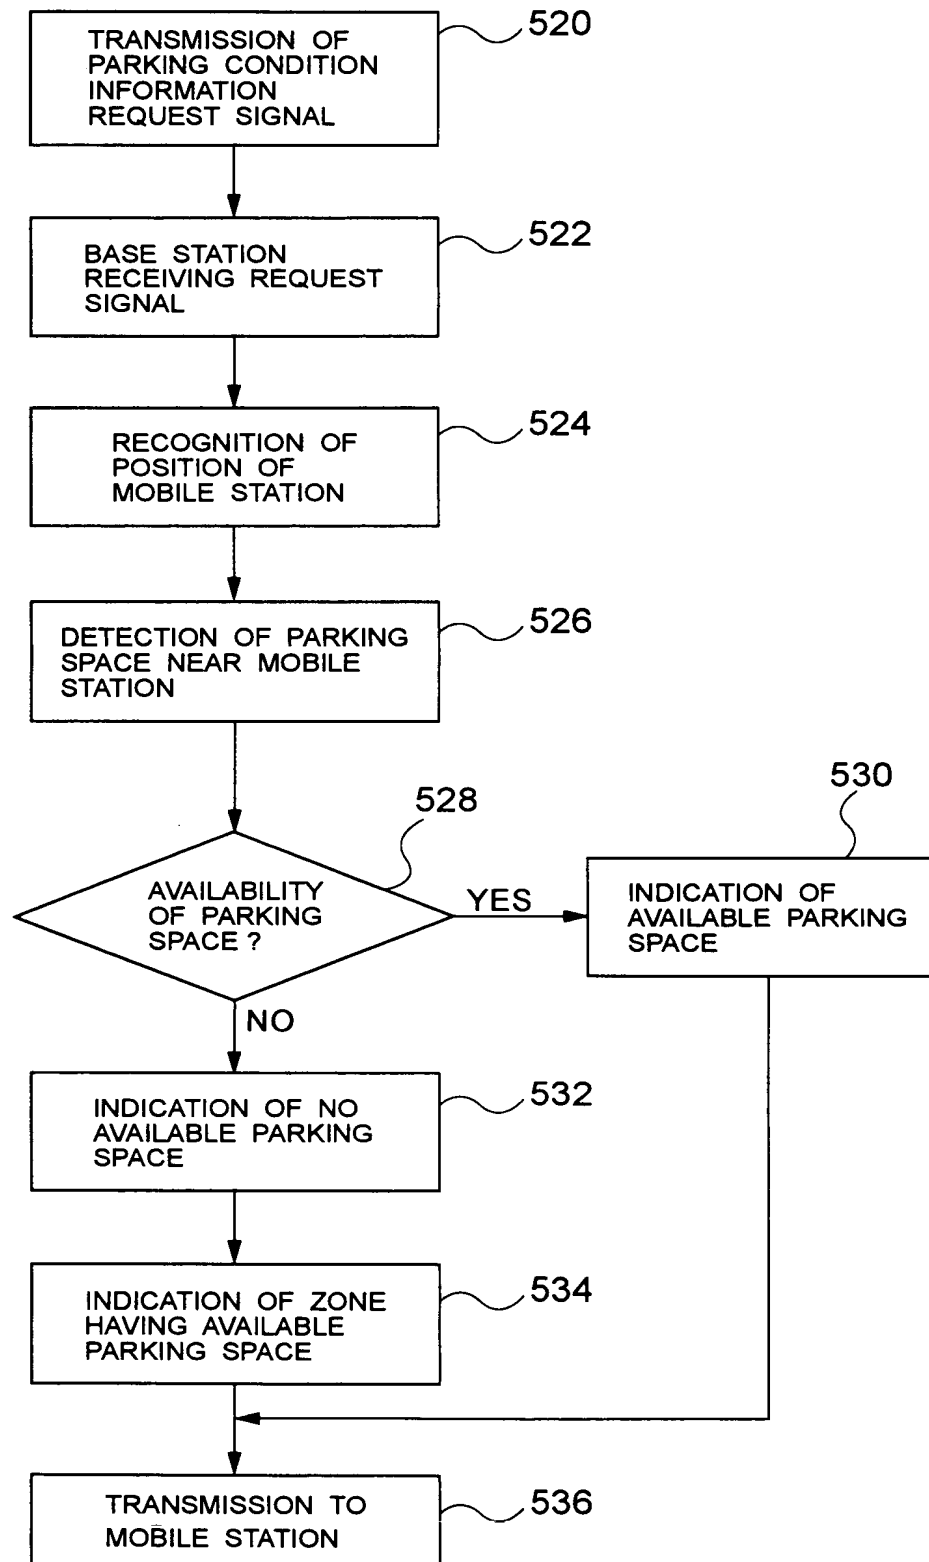 TRANSMISSION OF
PARKING CONDITION
INFORMATION
REQUEST SIGNAL
520
BASE STATION
RECEIVING REQUEST
SIGNAL
522
RECOGNITION OF
POSITION OF
MOBILE STATION
524
DETECTION OF PARKING
SPACE NEAR MOBILE
STATION
526
528
AVAILABILITY
OF PARKING
SPACE ?
YES
530
INDICATION OF
AVAILABLE PARKING
SPACE
NO
INDICATION OF NO
AVAILABLE PARKING
SPACE
532
INDICATION OF ZONE
HAVING AVAILABLE
PARKING SPACE
534
TRANSMISSION TO
MOBILE STATION
536